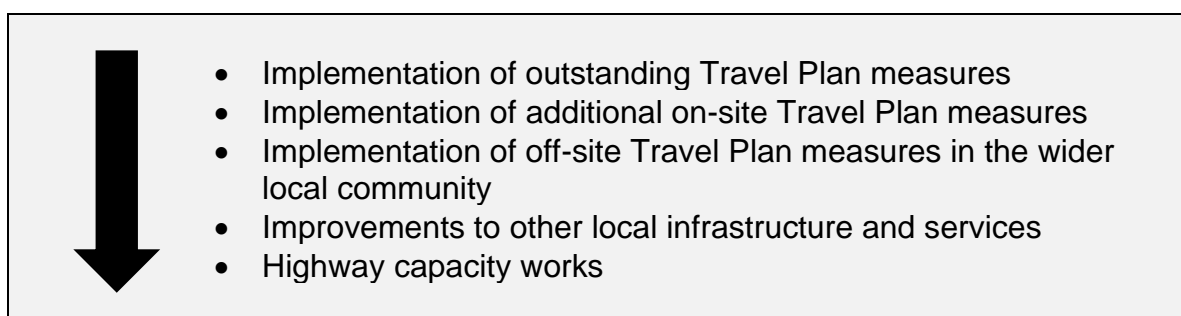 • Implementation of outstanding Travel Plan measures
• Implementation of additional on-site Travel Plan measures
• Implementation of off-site Travel Plan measures in the wider
local community
• Improvements to other local infrastructure and services
• Highway capacity works